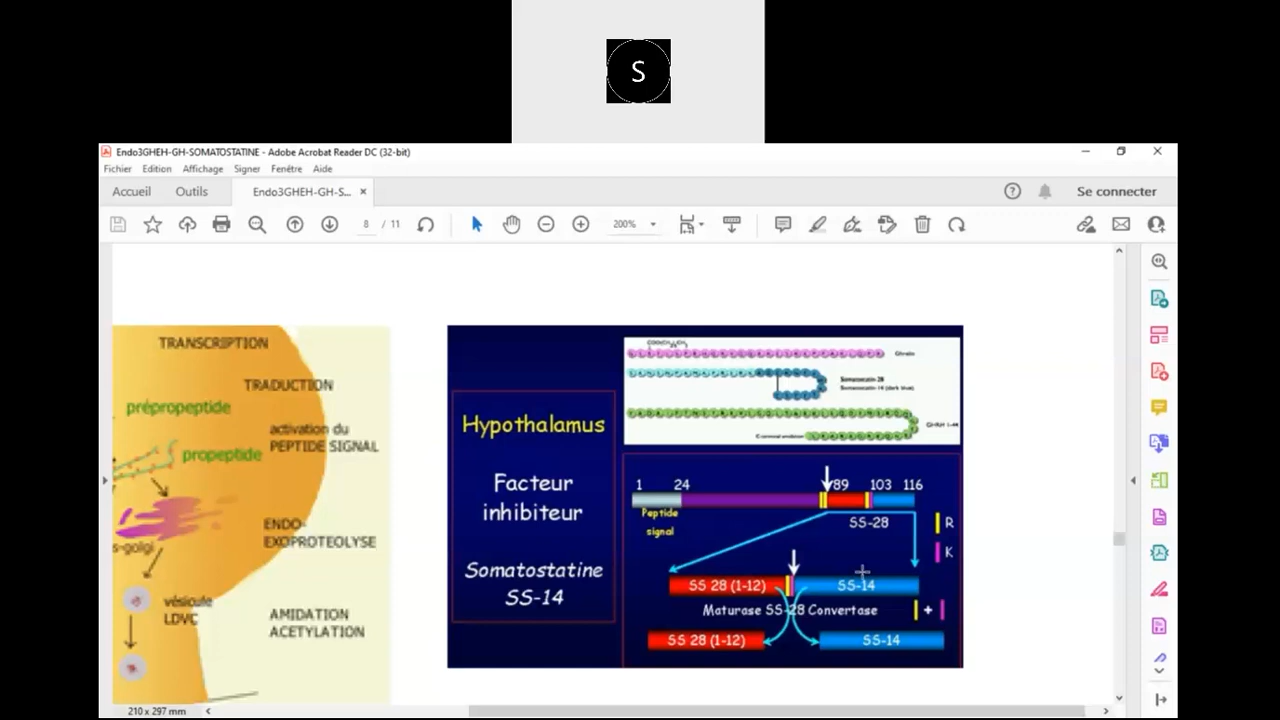 S
Endo3GHEH-GH-SOMATOSTATINE - Adobe Acrobat Reader DC (32-bit)
Fichier Edition Affichage Signer Fenêtre Aide
Accueil Outils Endo3GHEH-GH-S... × Se connecter
8 / 11 200%
TRANSCRIPTION
TRADUCTION
prépropeptide
activation du
PEPTIDE SIGNAL
propeptide
ENDO-
EXOPROTEOLYSE
s-golgi
vésicule
LDVC
AMIDATION
ACETYLATION
Hypothalamus
Facteur
inhibiteur
Somatostatine
SS-14
Ghrelin
Somatostatin-28
Somatostatin-14 (dark blue)
GHRH 1-44
1 24 89 103 116
Peptide
signal
SS-28
R
K
SS 28 (1-12) SS-14
Maturase SS-28 Convertase +
SS 28 (1-12) SS-14
210 x 297 mm